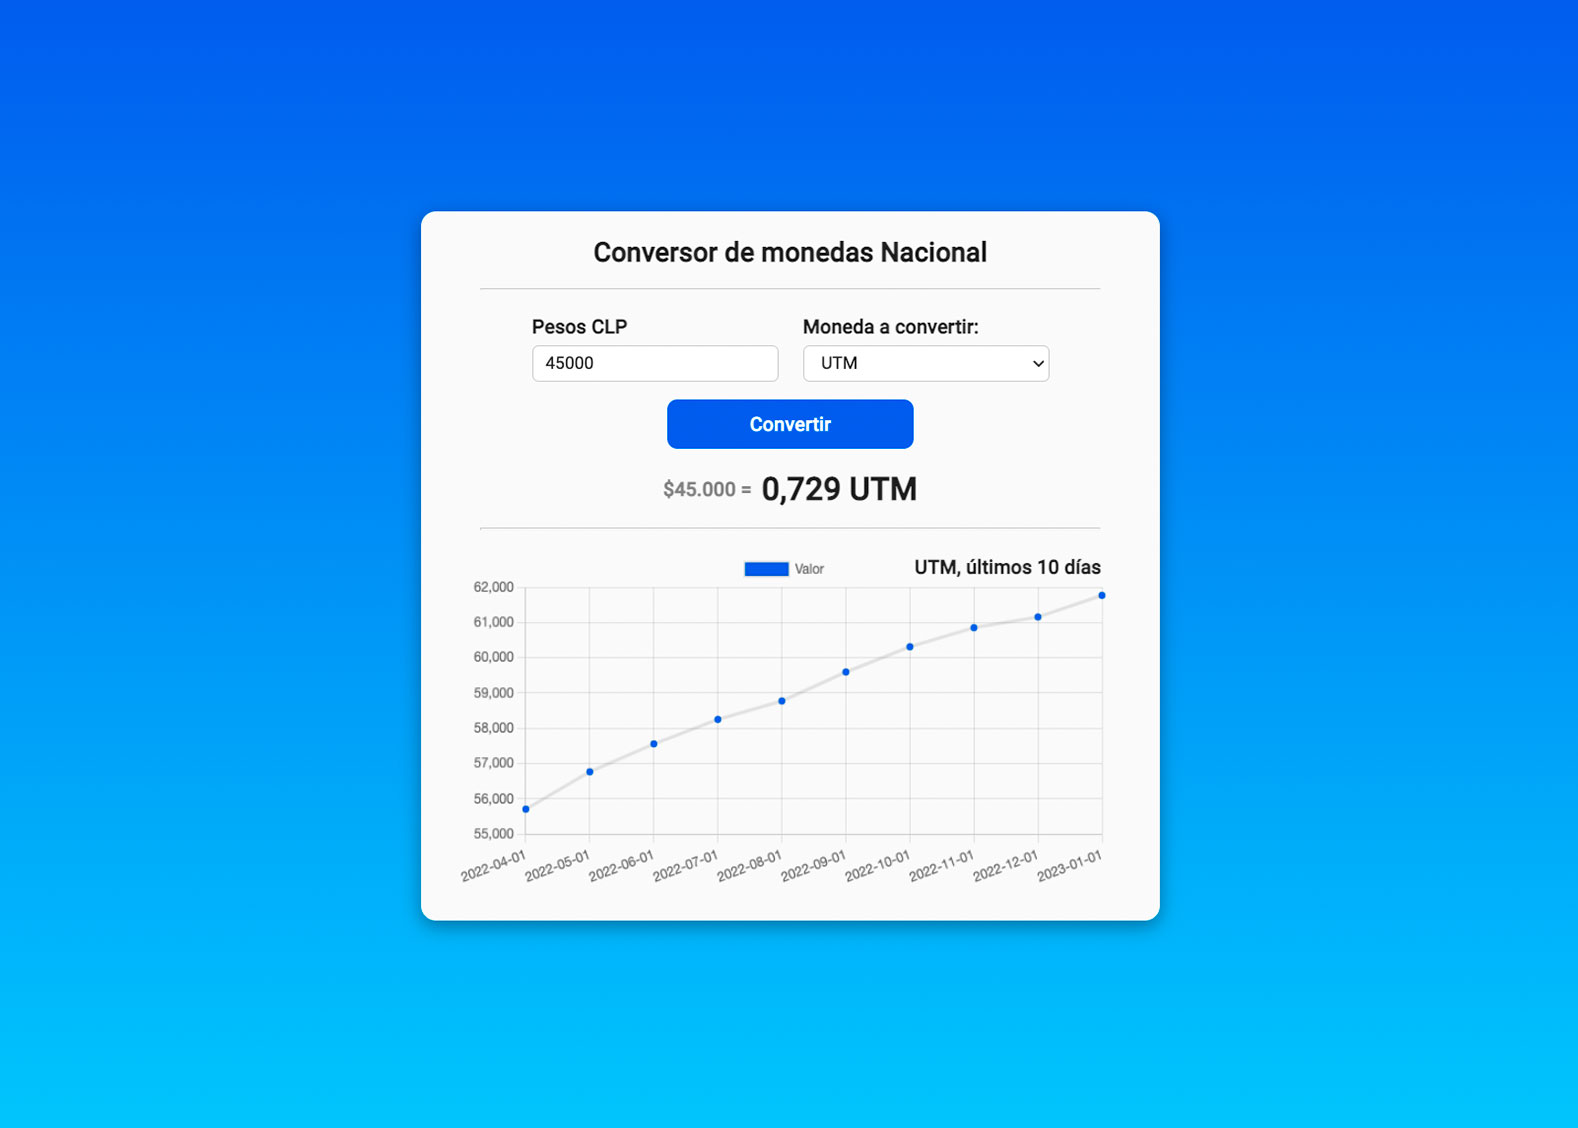 Conversor de monedas Nacional
Pesos CLP
Moneda a convertir:
45000
UTM
Convertir
$45.000 = 0,729 UTM
Valor
UTM, últimos 10 días
62,000
61,000
60,000
59,000
58,000
57,000
56,000
55,000
2022-04-01
2022-05-01
2022-06-01
2022-07-01
2022-08-01
2022-09-01
2022-10-01
2022-11-01
2022-12-01
2023-01-01